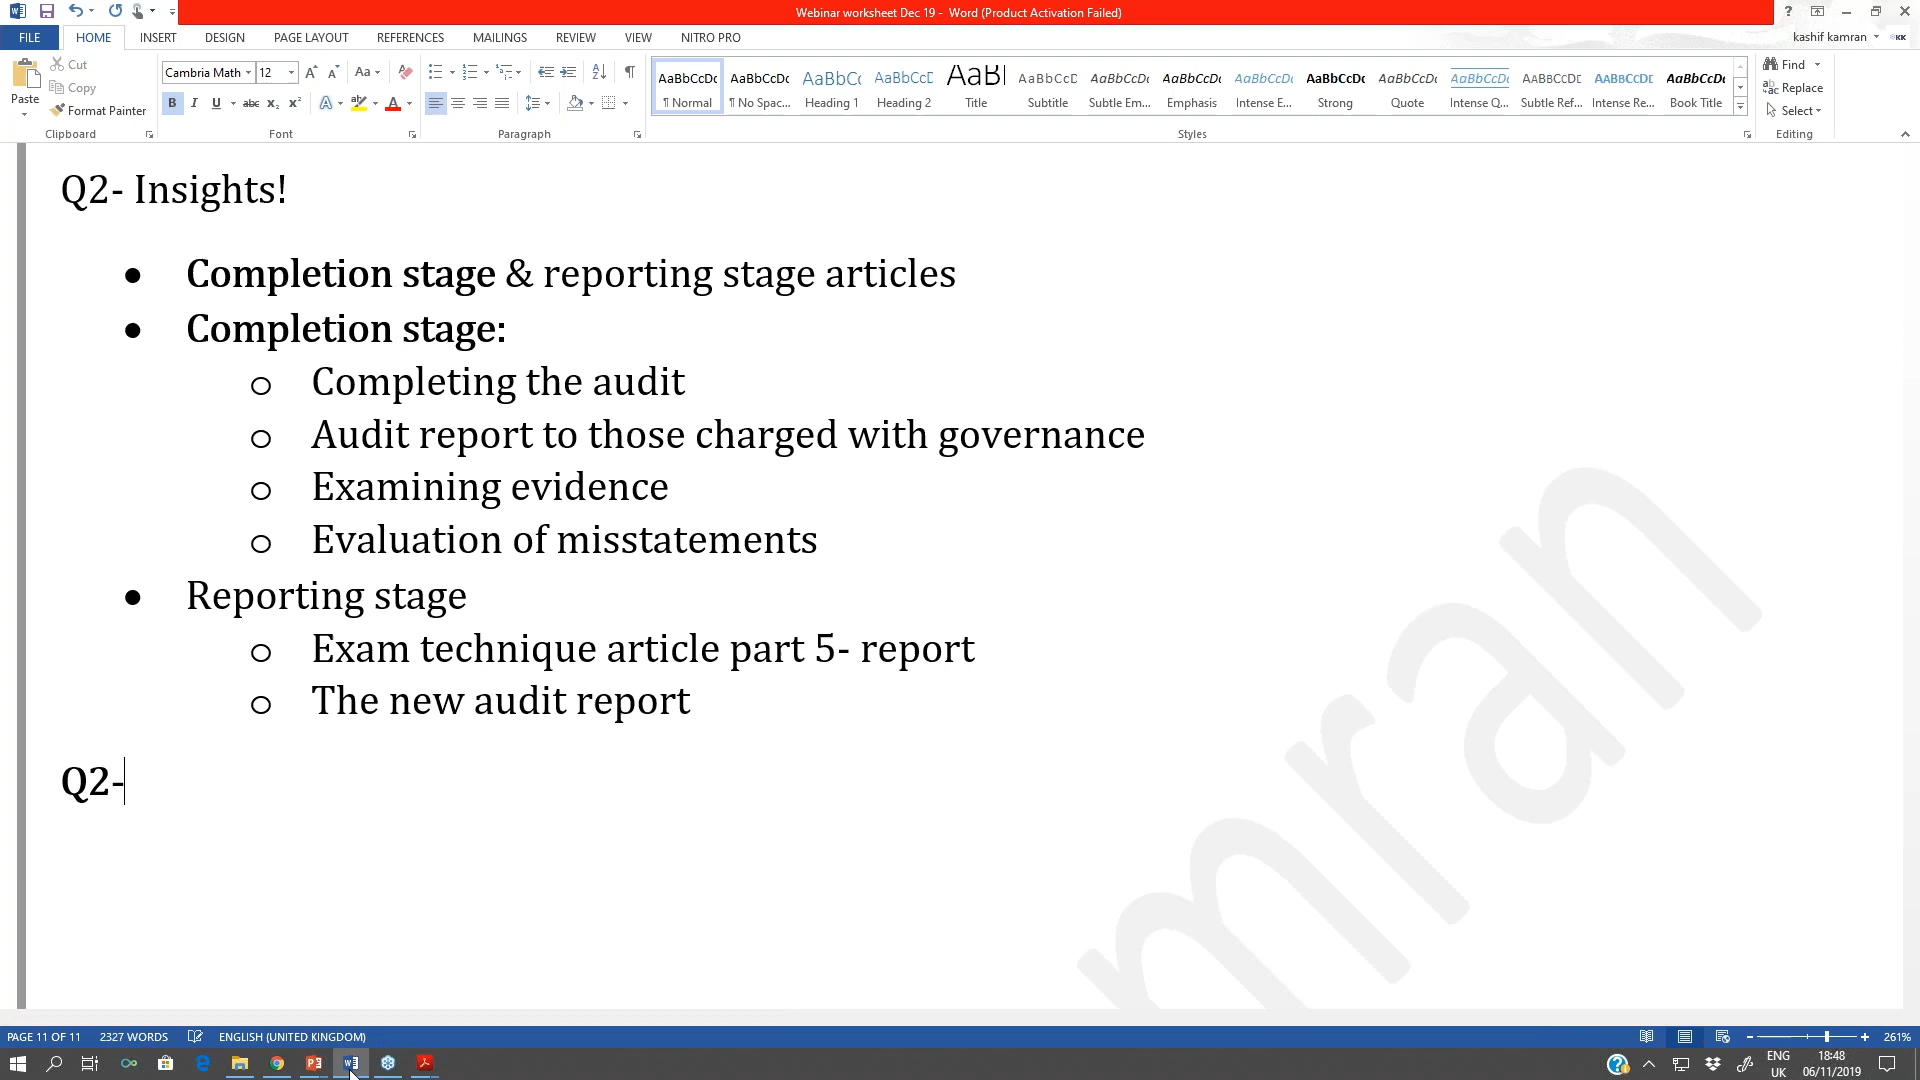 Webinar worksheet Dec 19 - Word (Product Activation Failed)
FILE HOME INSERT DESIGN PAGE LAYOUT REFERENCES MAILINGS REVIEW VIEW NITRO PRO kashif kamran KK
Paste Cut Copy Format Painter Clipboard
Cambria Math 12 Font
Paragraph
AaBbCcDc AaBbCcDc AaBbCc AaBbCcD AaBl AaBbCcD AaBbCcDc AaBbCcDc AaBbCcDc AaBbCcDc AaBbCcDc AaBbCcDc AABBCCDE AABBCCDE AaBbCcDc
¶ Normal ¶ No Spac... Heading 1 Heading 2 Title Subtitle Subtle Em... Emphasis Intense E... Strong Quote Intense Q... Subtle Ref... Intense Re... Book Title
Styles
Find
Replace
Select
Editing
Q2- Insights!
• Completion stage & reporting stage articles
• Completion stage:
o Completing the audit
o Audit report to those charged with governance
o Examining evidence
o Evaluation of misstatements
• Reporting stage
o Exam technique article part 5- report
o The new audit report
Q2-
mran
PAGE 11 OF 11 2327 WORDS ENGLISH (UNITED KINGDOM) 261%
ENG 18:48
UK 06/11/2019